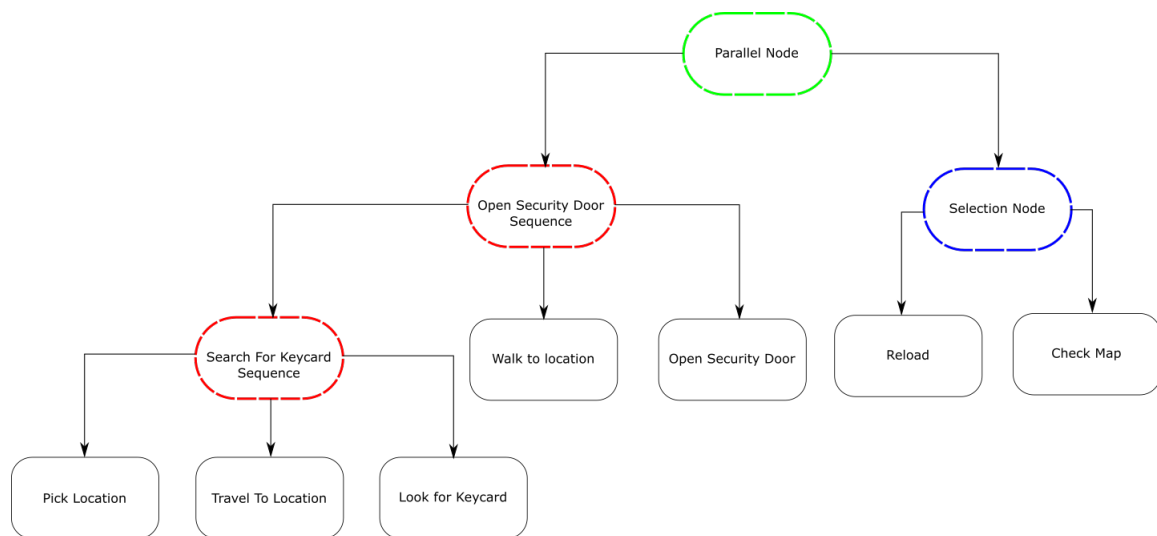 Parallel Node
Open Security Door
Sequence
Selection Node
Search For Keycard
Sequence
Walk to location
Open Security Door
Reload
Check Map
Pick Location
Travel To Location
Look for Keycard